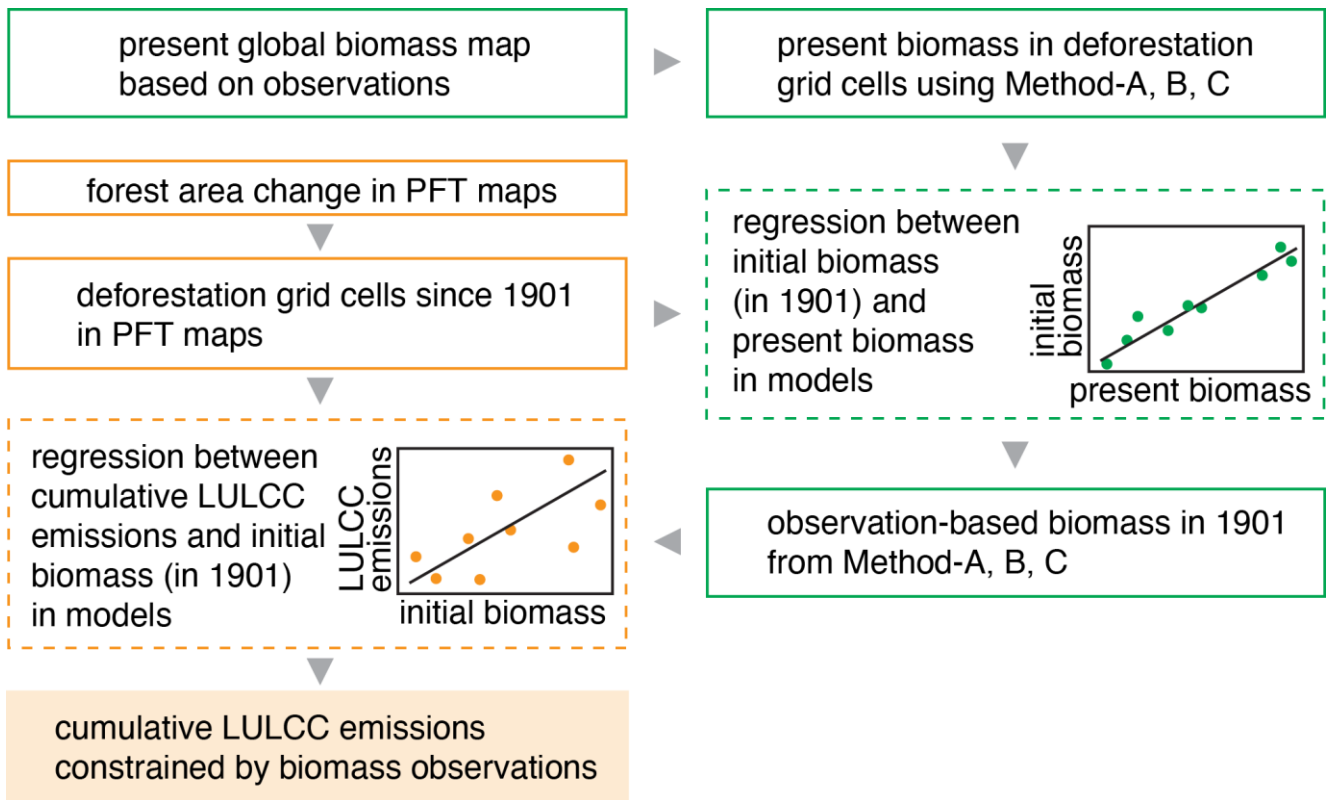 present global biomass map
based on observations
present biomass in deforestation
grid cells using Method-A, B, C
forest area change in PFT maps
deforestation grid cells since 1901
in PFT maps
regression between
initial biomass
(in 1901) and
present biomass
in models
initial
biomass
present biomass
regression between
cumulative LULCC
emissions and initial
biomass (in 1901)
in models
LULCC
emissions
initial biomass
observation-based biomass in 1901
from Method-A, B, C
cumulative LULCC emissions
constrained by biomass observations